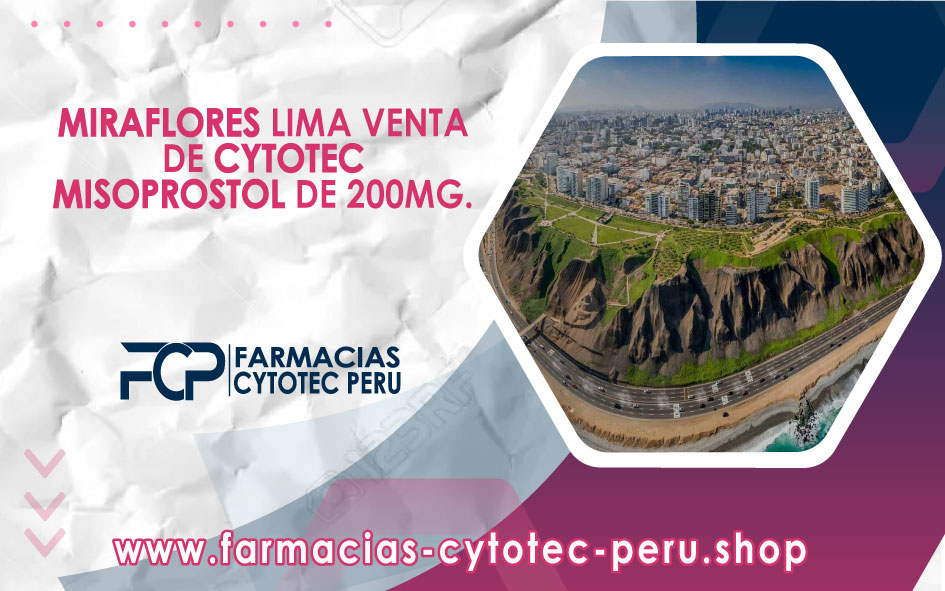 MIRAFLORES LIMA VENTA
DE CYTOTEC
MISOPROSTOL DE 200MG.
FCP
FARMACIAS
CYTOTEC PERU
www.farmacias-cytotec-peru.shop